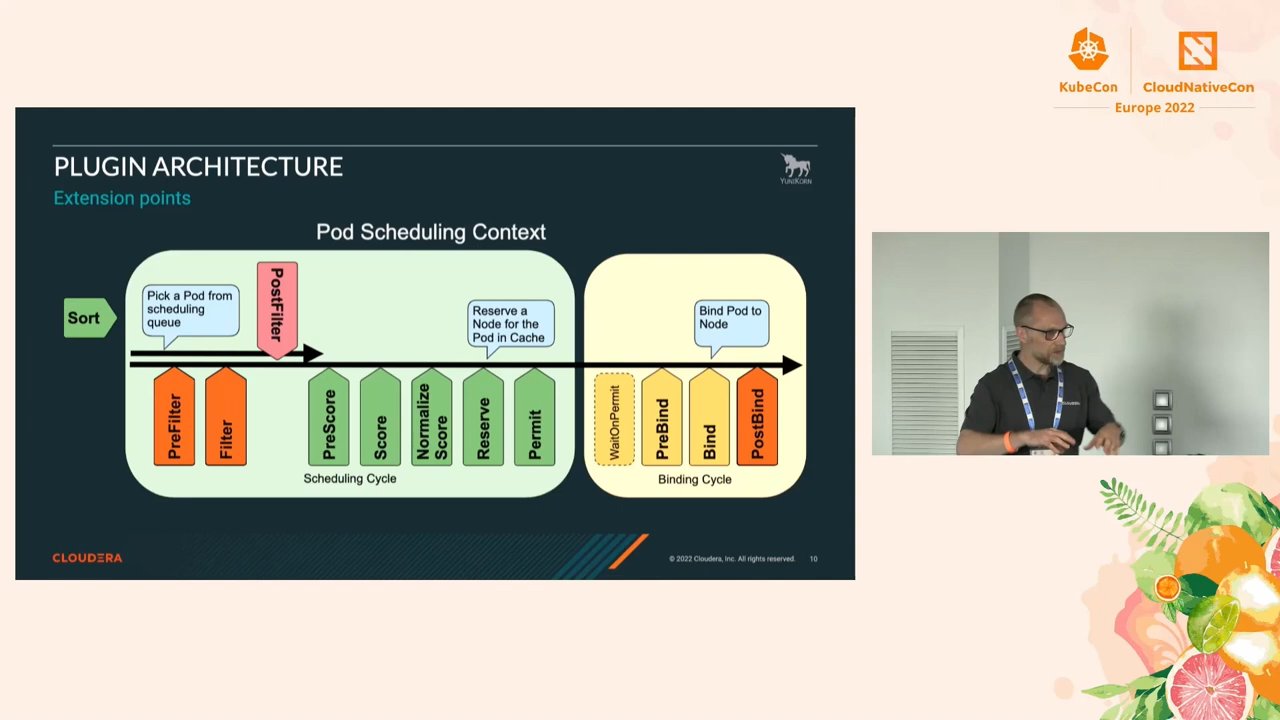 KubeCon
CloudNativeCon
Europe 2022
PLUGIN ARCHITECTURE
Extension points
YUNIKORN
Pod Scheduling Context
Sort
Pick a Pod from
scheduling
queue
PostFilter
Reserve a
Node for the
Pod in Cache
Bind Pod to
Node
PreFilter
Filter
PreScore
Score
Normalize
Score
Reserve
Permit
WaitOnPermit
PreBind
Bind
PostBind
Scheduling Cycle
Binding Cycle
CLOUDERA
© 2022 Cloudera, Inc. All rights reserved.
10